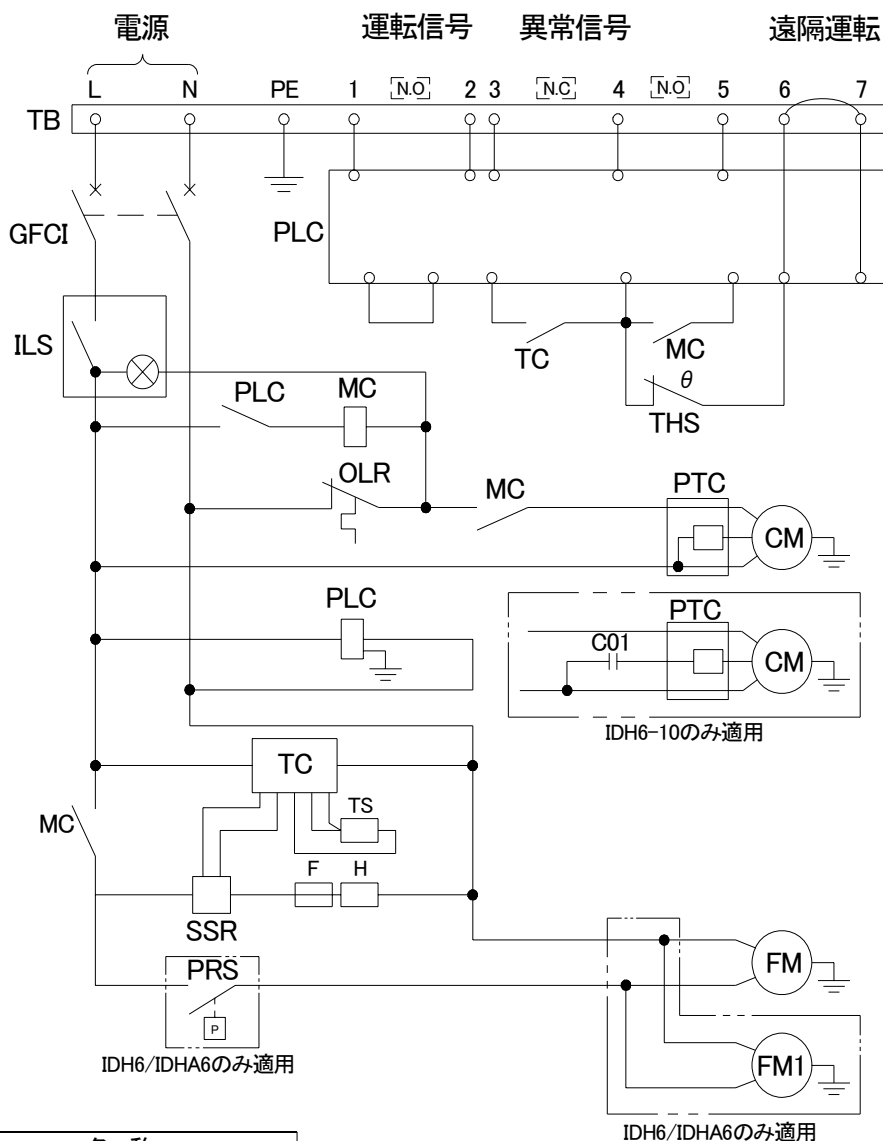 電源 運転信号 異常信号 遠隔運転
L N PE 1 N.O 2 3 N.C 4 N.O 5 6 7
TB
GFCI
PLC
ILS
TC
MC
θ
THS
PLC MC
OLR
MC
PTC
CM
PLC
PTC
C01
CM
IDH6-10のみ適用
TC
TS
MC
F H
SSR
PRS
P
IDH6/IDHA6のみ適用
FM
FM1
IDH6/IDHA6のみ適用